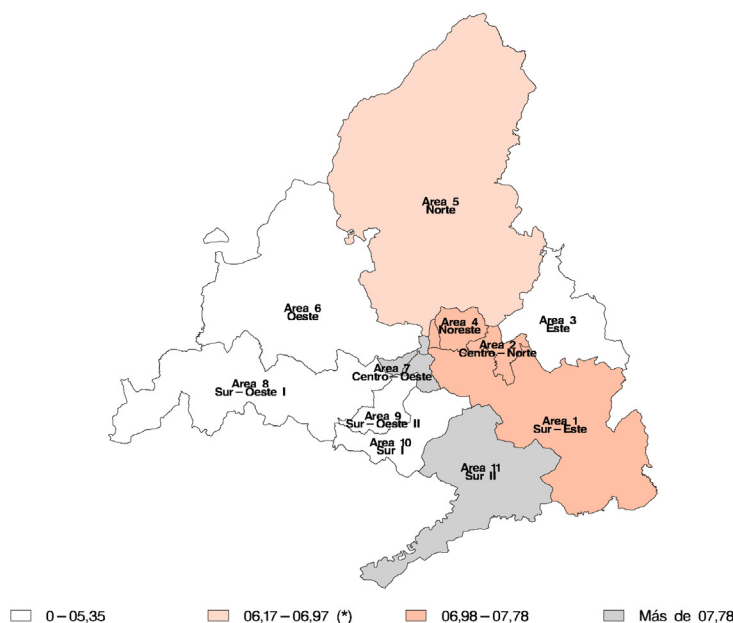 Area 5
Norte
Area 6
Oeste
Area 4
Noreste
Area 3
Este
Area 2
Centro-Norte
Area 7
Centro-Oeste
Area 8
Sur-Oeste I
Area 9
Sur-Oeste II
Area 1
Sur-Este
Area 10
Sur I
Area 11
Sur II
0-05,35
06,17-06,97 (*)
06,98-07,78
Más de 07,78